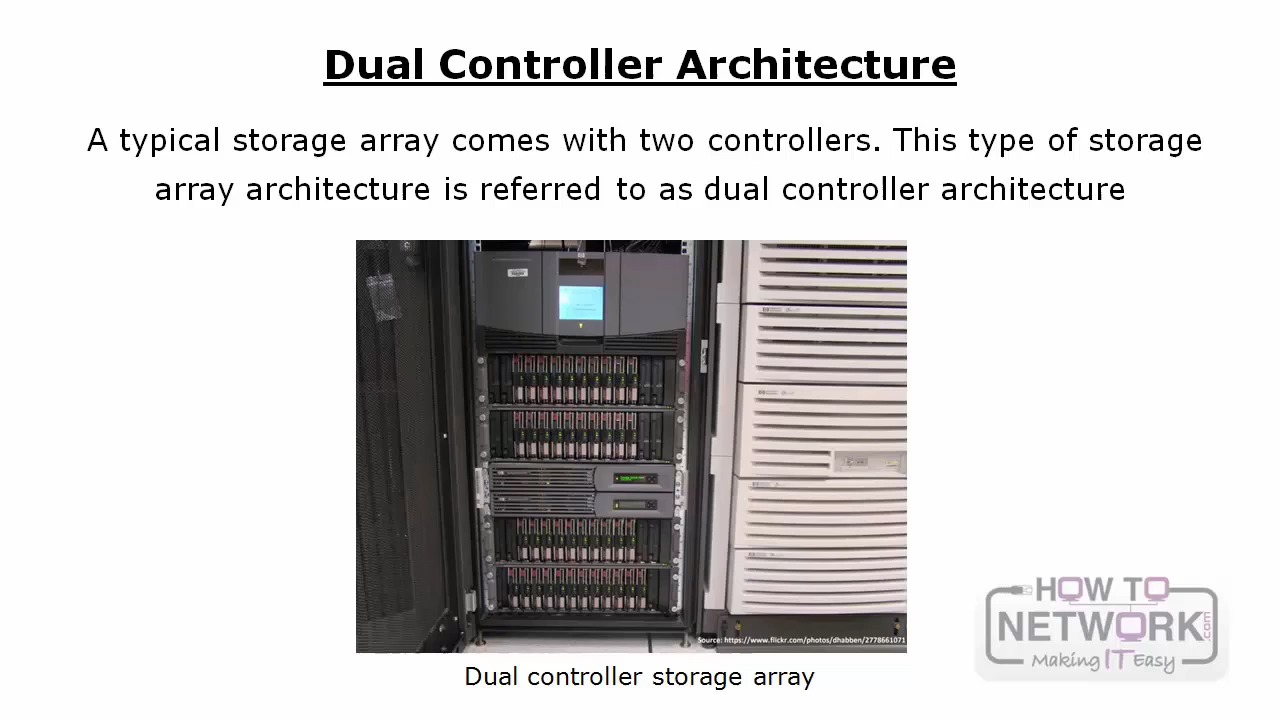 Dual Controller Architecture
A typical storage array comes with two controllers. This type of storage
array architecture is referred to as dual controller architecture
Source: https://www.flickr.com/photos/dhabben/2778661071
HOW TO
NETWORK.com
Making IT Easy
Dual controller storage array